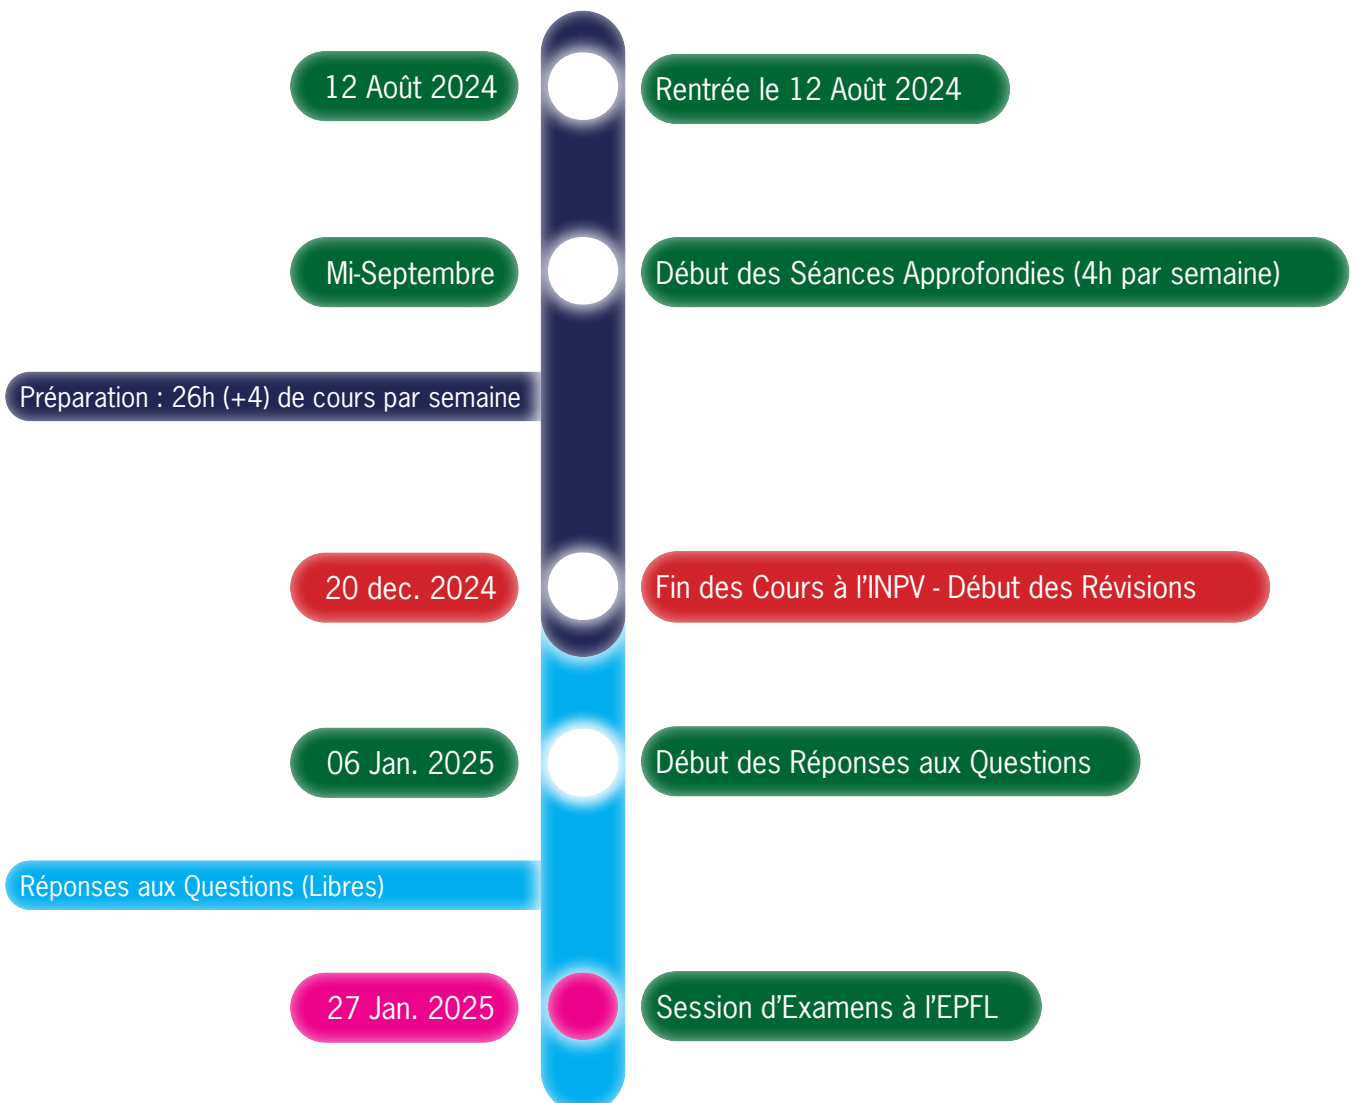 12 Août 2024
Rentrée le 12 Août 2024
Mi-Septembre
Début des Séances Approfondies (4h par semaine)
Préparation : 26h (+4) de cours par semaine
20 dec. 2024
Fin des Cours à l'INPV - Début des Révisions
06 Jan. 2025
Début des Réponses aux Questions
Réponses aux Questions (Libres)
27 Jan. 2025
Session d'Examens à l'EPFL